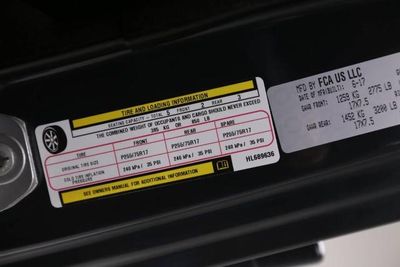 TIRE AND LOADING INFORMATION
SEATING CAPACITY - TOTAL 5 FRONT 2 REAR 3
THE COMBINED WEIGHT OF OCCUPANTS AND CARGO SHOULD NEVER EXCEED
385 KG OR 850 LB
TIRE FRONT REAR SPARE
ORIGINAL TIRE SIZE P255/75R17 P255/75R17 P255/75R17
COLD TIRE INFLATION PRESSURE 240 kPa/ 35 PSI 240 kPa/ 35 PSI 240 kPa/ 35 PSI
SEE OWNERS MANUAL FOR ADDITIONAL INFORMATION
HL689636
MFD BY FCA US LLC
DATE OF MFR(BUILT): 6-17
GAWR FRONT: 1259 KG 2775 LB
17X7.5
GAWR REAR: 1452 KG 3200 LB
17X7.5